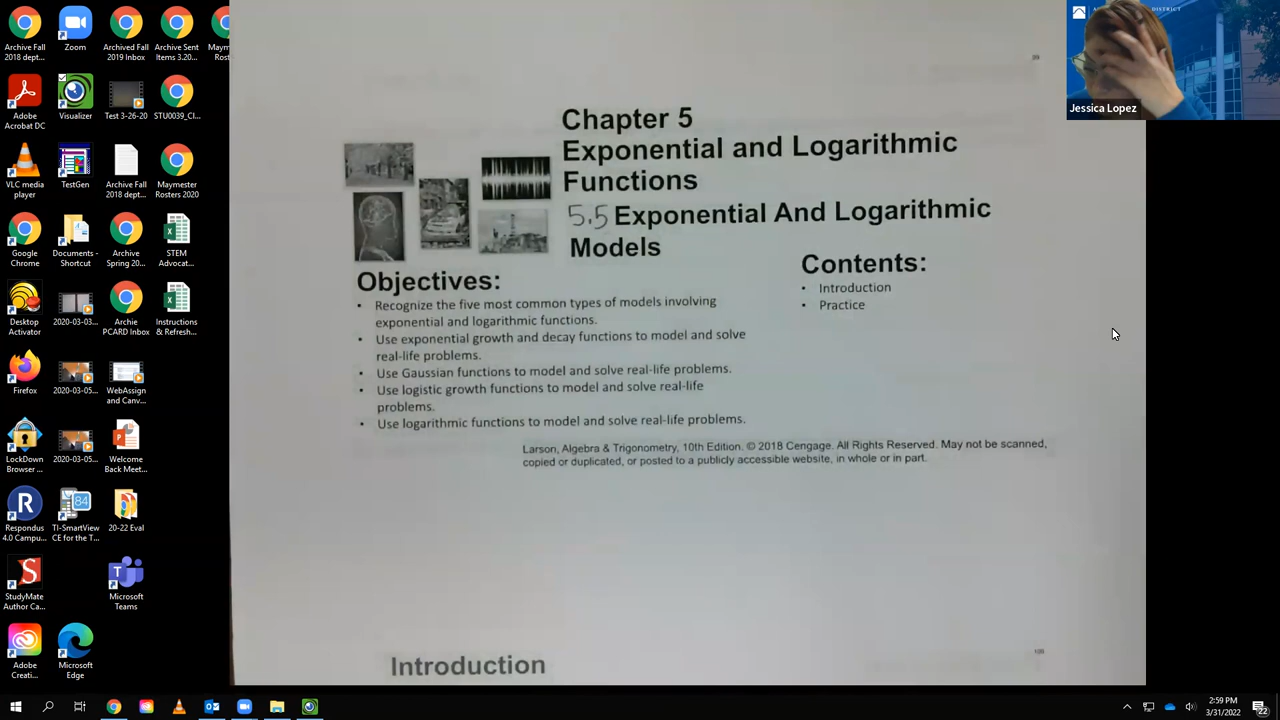 Archive Fall
2018 dept...
Zoom
Archived Fall
2019 Inbox
Archive Sent
Items 3.20...
Maym
Rost
Adobe
Acrobat DC
Visualizer
Test 3-26-20
STU0039_Cl...
VLC media
player
TestGen
Archive Fall
2018 dept...
Maymester
Rosters 2020
Google
Chrome
Documents -
Shortcut
Archive
Spring 20...
STEM
Advocat...
Desktop
Activator
2020-03-03...
Archie
PCARD Inbox
Instructions
& Refresh...
Firefox
2020-03-05...
WebAssign
and Canv...
LockDown
Browser ...
2020-03-05...
Welcome
Back Meet...
Respondus
4.0 Campu...
84
TI-SmartView
CE for the T...
20-22 Eval
StudyMate
Author Ca...
Microsoft
Teams
Adobe
Creati...
Microsoft
Edge
99
Chapter 5
Exponential and Logarithmic
Functions
5.5 Exponential And Logarithmic
Models
Objectives:
• Recognize the five most common types of models involving
exponential and logarithmic functions.
• Use exponential growth and decay functions to model and solve
real-life problems.
• Use Gaussian functions to model and solve real-life problems.
• Use logistic growth functions to model and solve real-life
problems.
• Use logarithmic functions to model and solve real-life problems.
Contents:
• Introduction
• Practice
Larson, Algebra & Trigonometry, 10th Edition. © 2018 Cengage. All Rights Reserved. May not be scanned,
copied or duplicated, or posted to a publicly accessible website, in whole or in part.
100
Introduction
DISTRICT
Jessica Lopez
2:59 PM
3/31/2022
22